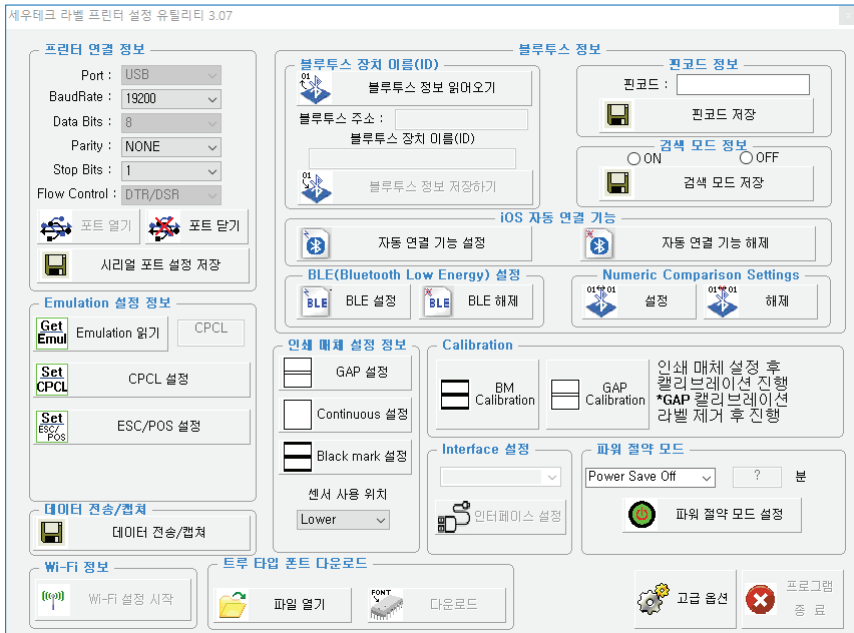 세우테크 라벨 프린터 설정 유틸리티 3.07
프린터 연결 정보
Port : USB
BaudRate : 19200
Data Bits : 8
Parity : NONE
Stop Bits : 1
Flow Control : DTR/DSR
포트 열기
포트 닫기
시리얼 포트 설정 저장
Emulation 설정 정보
Get Emul
Emulation 읽기
CPCL
Set CPCL
CPCL 설정
Set ESC/POS
ESC/POS 설정
데이터 전송/캡쳐
데이터 전송/캡쳐
Wi-Fi 정보
Wi-Fi 설정 시작
블루투스 정보
블루투스 장치 이름(ID)
01
블루투스 정보 읽어오기
블루투스 주소 :
블루투스 장치 이름(ID)
01
블루투스 정보 저장하기
핀코드 정보
핀코드 :
핀코드 저장
검색 모드 정보
ON
OFF
검색 모드 저장
iOS 자동 연결 기능
자동 연결 기능 설정
자동 연결 기능 해제
BLE(Bluetooth Low Energy) 설정
BLE
BLE 설정
BLE
BLE 해제
Numeric Comparison Settings
01 01
설정
01 01
해제
인쇄 매체 설정 정보
GAP 설정
Continuous 설정
Black mark 설정
센서 사용 위치
Lower
Calibration
BM Calibration
GAP Calibration
인쇄 매체 설정 후
캘리브레이션 진행
*GAP 캘리브레이션
라벨 제거 후 진행
Interface 설정
인터페이스 설정
파워 절약 모드
Power Save Off
?
분
파워 절약 모드 설정
트루 타입 폰트 다운로드
파일 열기
FONT
다운로드
고급 옵션
프로그램
종 료